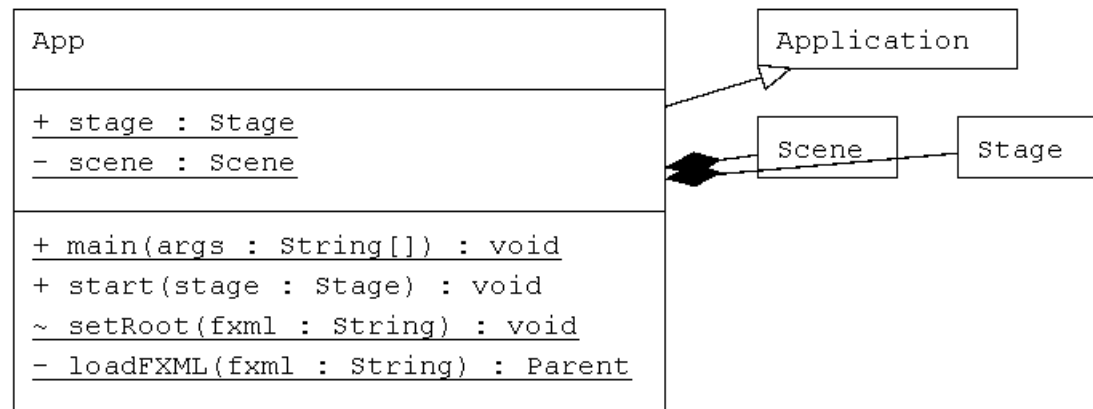 App
+ stage : Stage
- scene : Scene
+ main(args : String[]) : void
+ start(stage : Stage) : void
~ setRoot(fxml : String) : void
- loadFXML(fxml : String) : Parent
Application
Scene
Stage